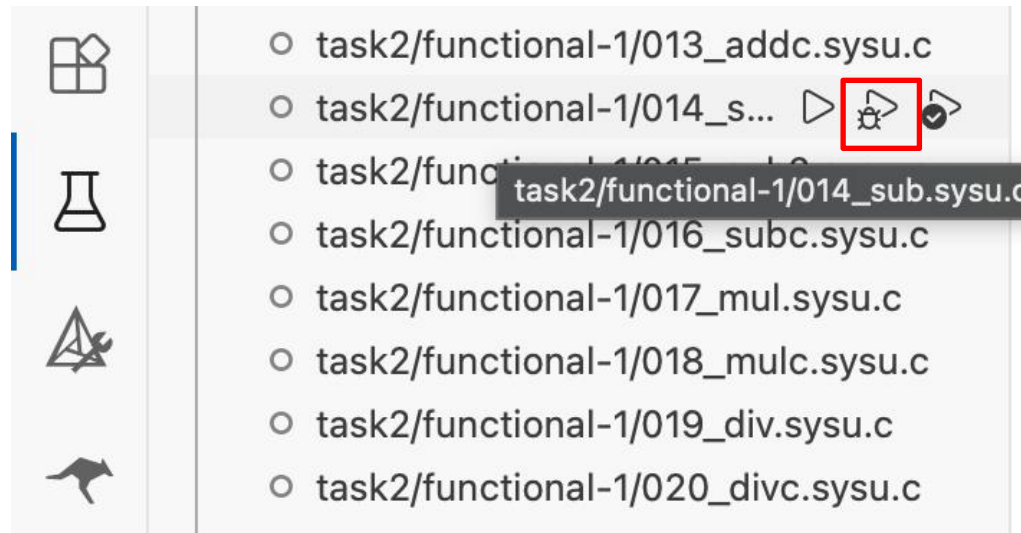 task2/functional-1/013_addc.sysu.c
task2/functional-1/014_s...
task2/func
task2/functional-1/014_sub.sysu.c
task2/functional-1/016_subc.sysu.c
task2/functional-1/017_mul.sysu.c
task2/functional-1/018_mulc.sysu.c
task2/functional-1/019_div.sysu.c
task2/functional-1/020_divc.sysu.c